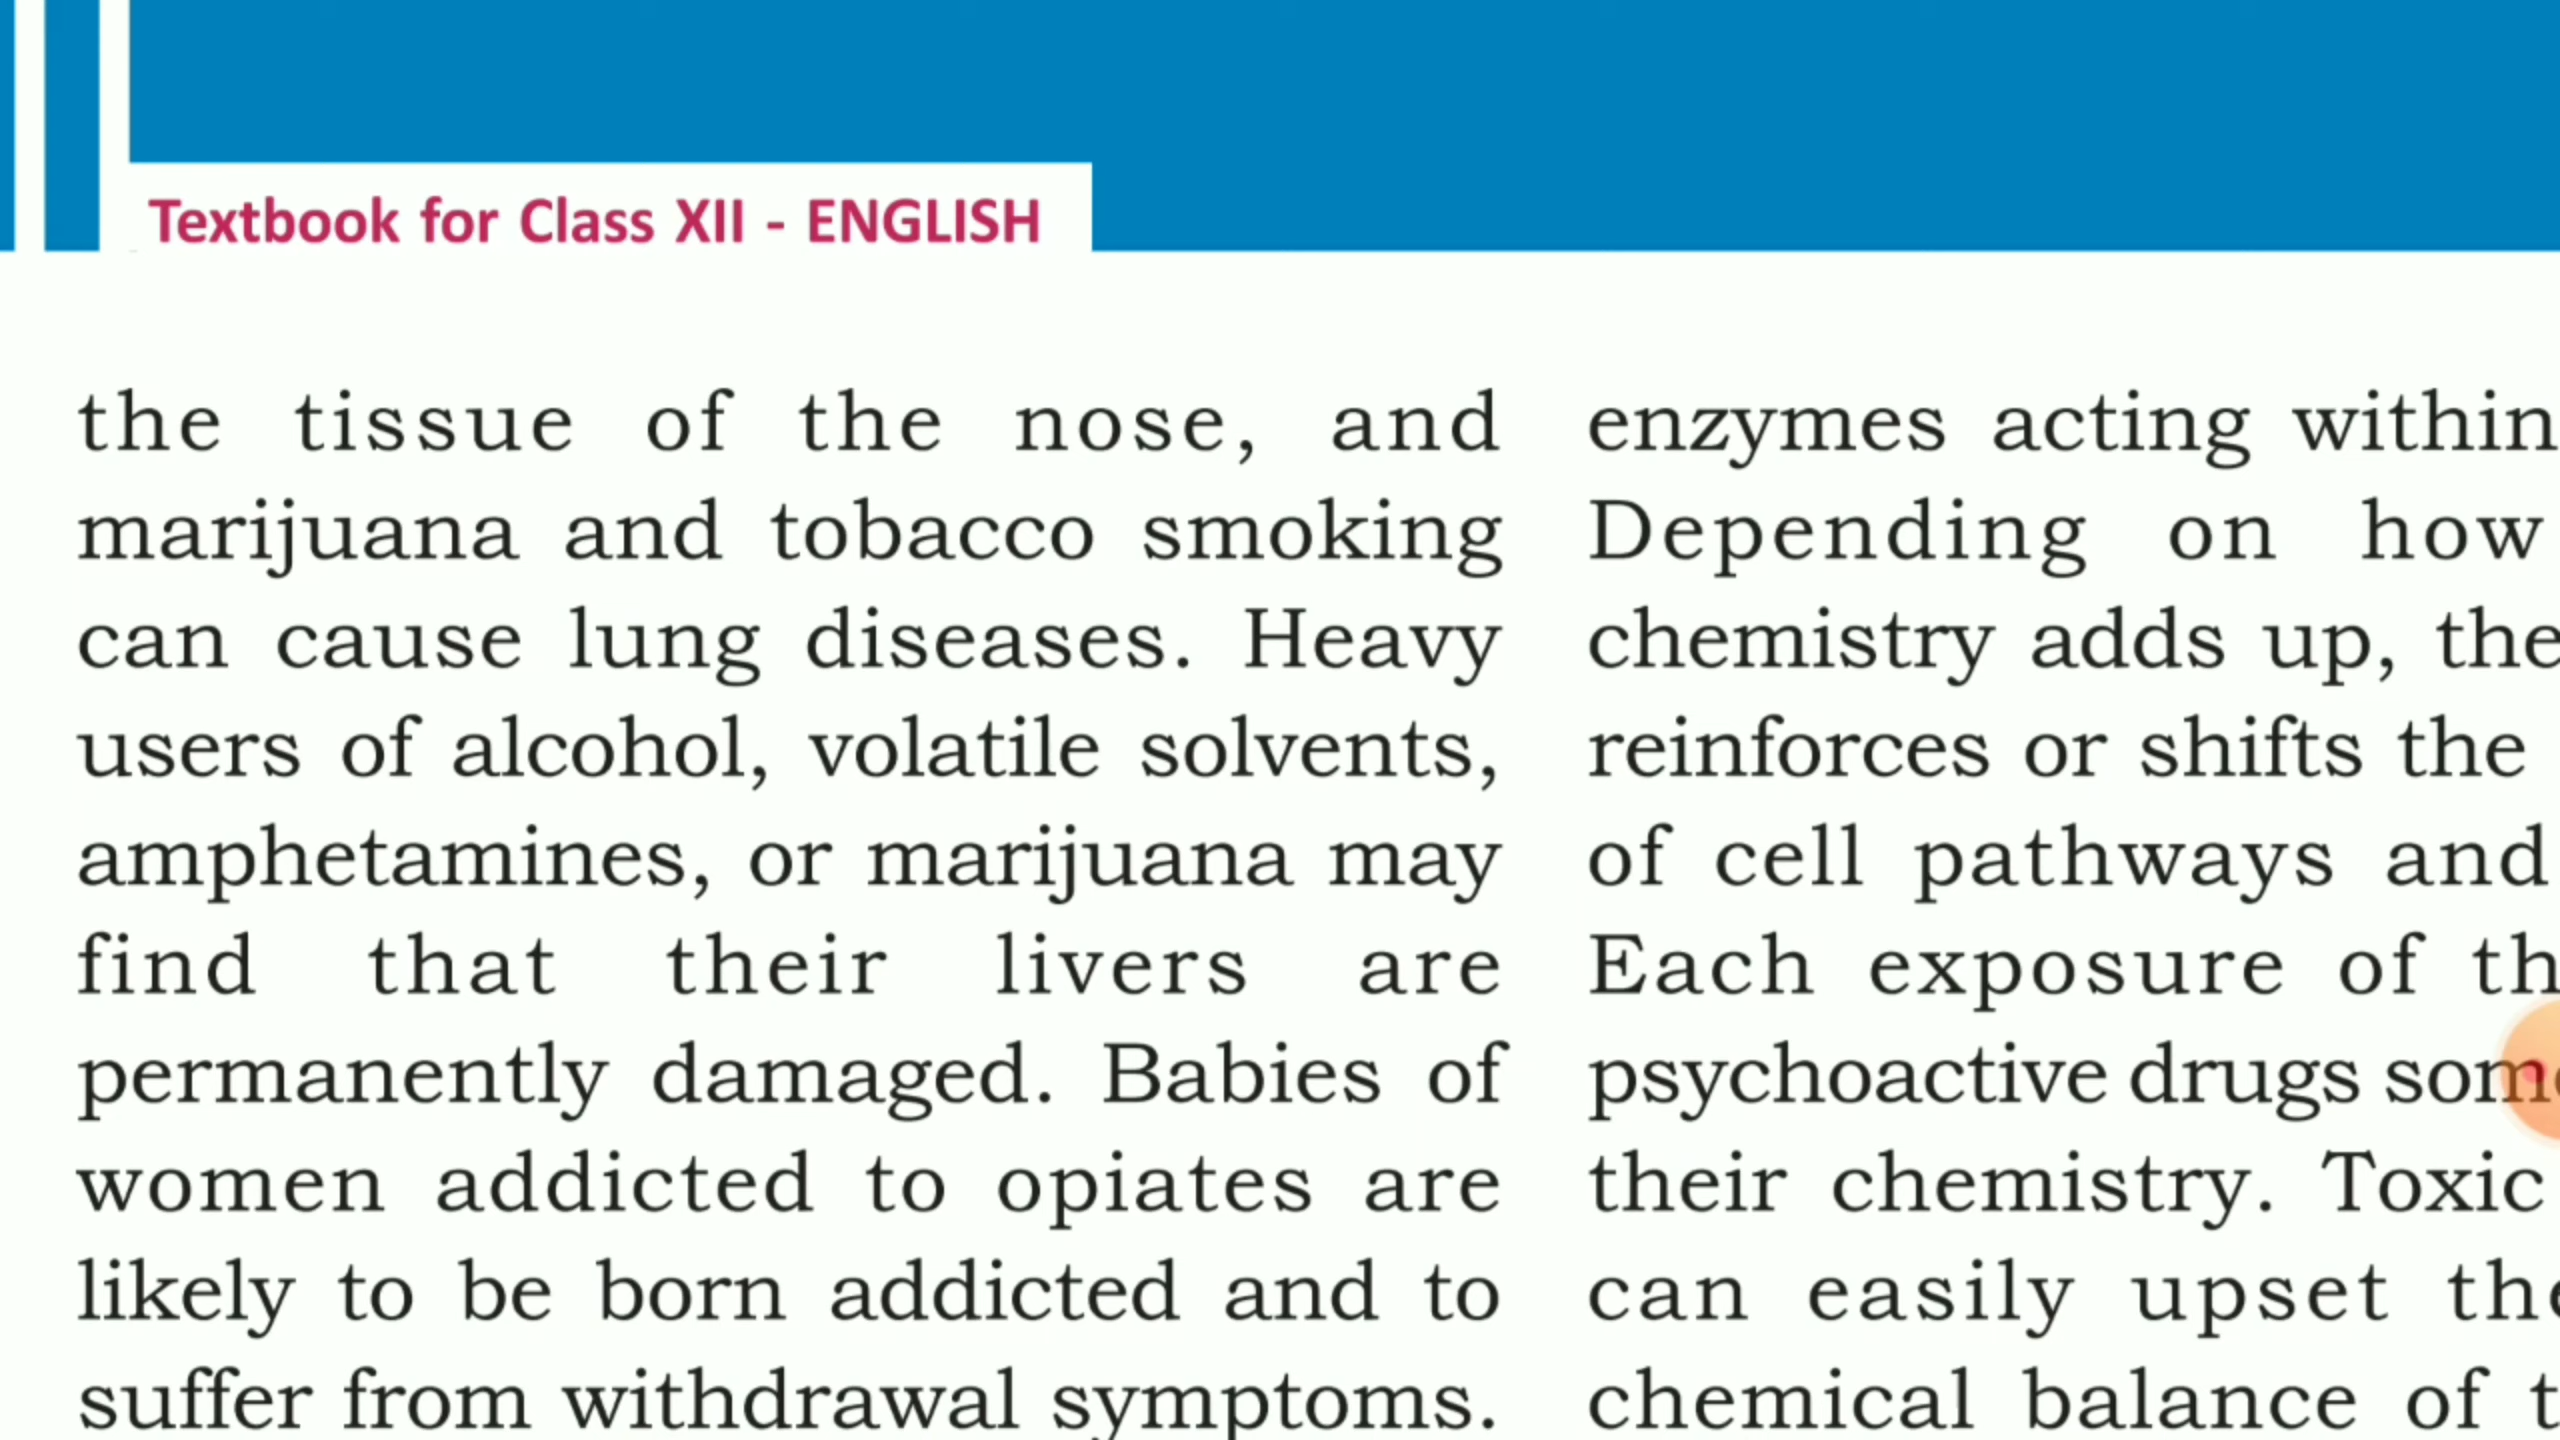 Textbook for Class XII - ENGLISH
the tissue of the nose, and
marijuana and tobacco smoking
can cause lung diseases. Heavy
users of alcohol, volatile solvents,
amphetamines, or marijuana may
find that their livers are
permanently damaged. Babies of
women addicted to opiates are
likely to be born addicted and to
suffer from withdrawal symptoms.
enzymes acting within
Depending on how
chemistry adds up, the
reinforces or shifts the
of cell pathways and
Each exposure of
psychoactive drugs
their chemistry. Toxic
can easily upset
chemical balance of